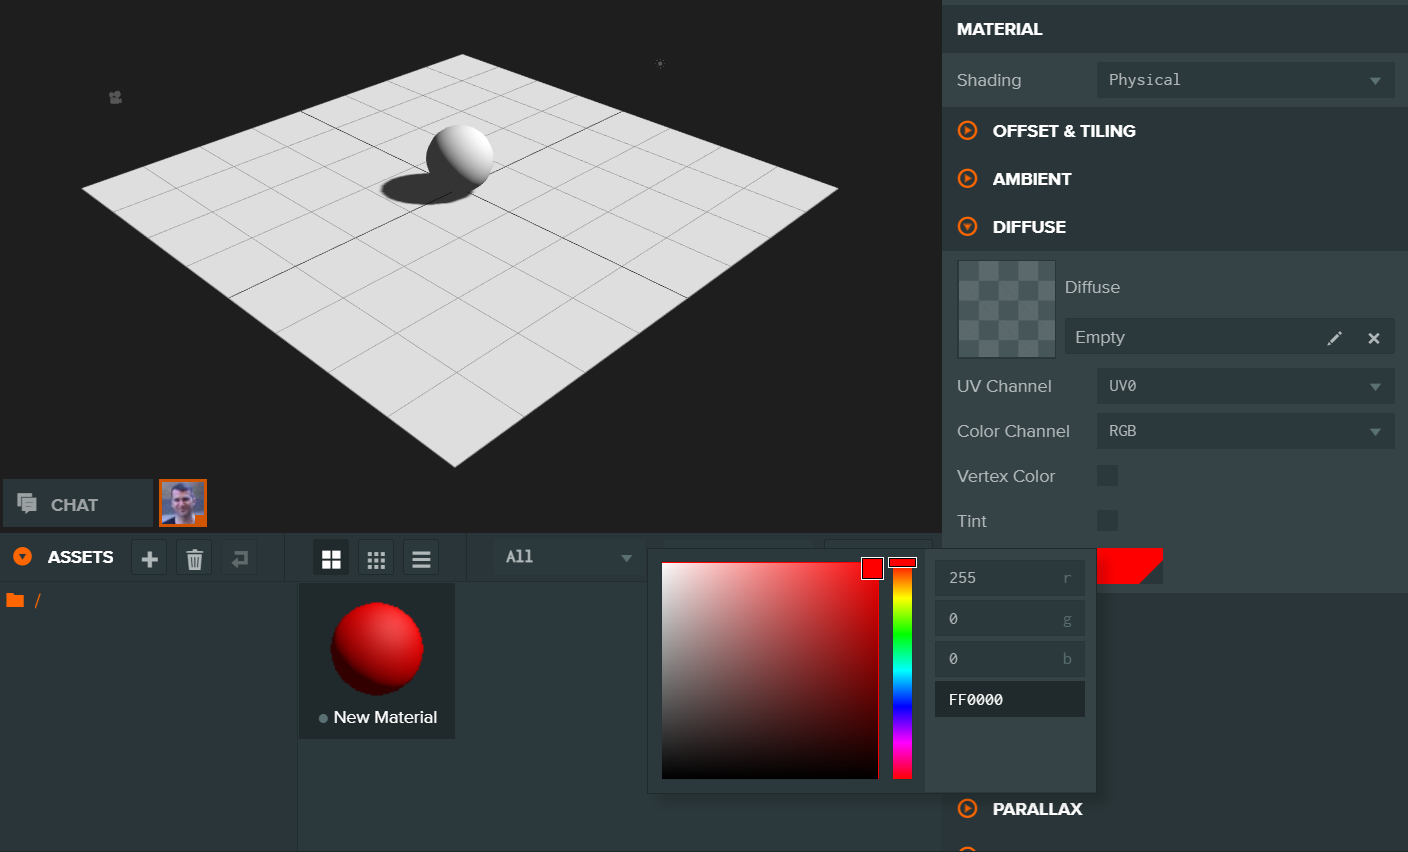 MATERIAL
Shading Physical
OFFSET & TILING
AMBIENT
DIFFUSE
Diffuse
Empty
UV Channel UV0
Color Channel RGB
Vertex Color
Tint
CHAT
ASSETS All
/
New Material
255 r
0 g
0 b
FF0000
PARALLAX